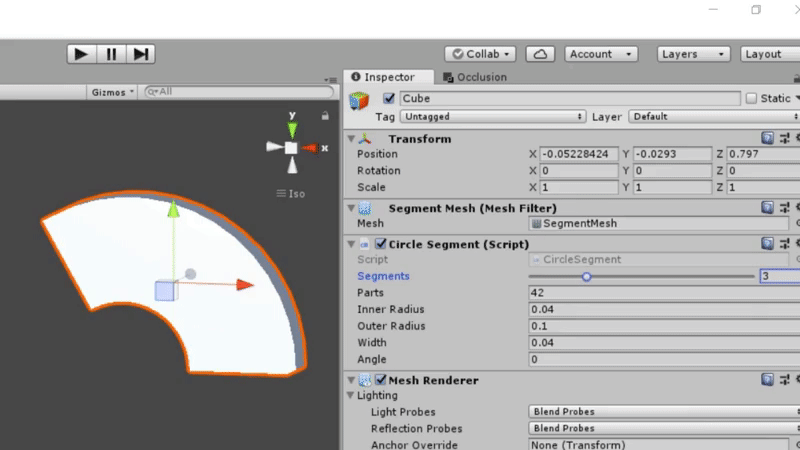 Collab Account Layers Layout
Inspector Occlusion
Gizmos All
Cube Static
Tag Untagged Layer Default
y
x
Iso
Transform
Position X -0.05228424 Y -0.0293 Z 0.797
Rotation X 0 Y 0 Z 0
Scale X 1 Y 1 Z 1
Segment Mesh (Mesh Filter)
Mesh SegmentMesh
Circle Segment (Script)
Script CircleSegment
Segments 3
Parts 42
Inner Radius 0.04
Outer Radius 0.1
Width 0.04
Angle 0
Mesh Renderer
Lighting
Light Probes Blend Probes
Reflection Probes Blend Probes
Anchor Override None (Transform)